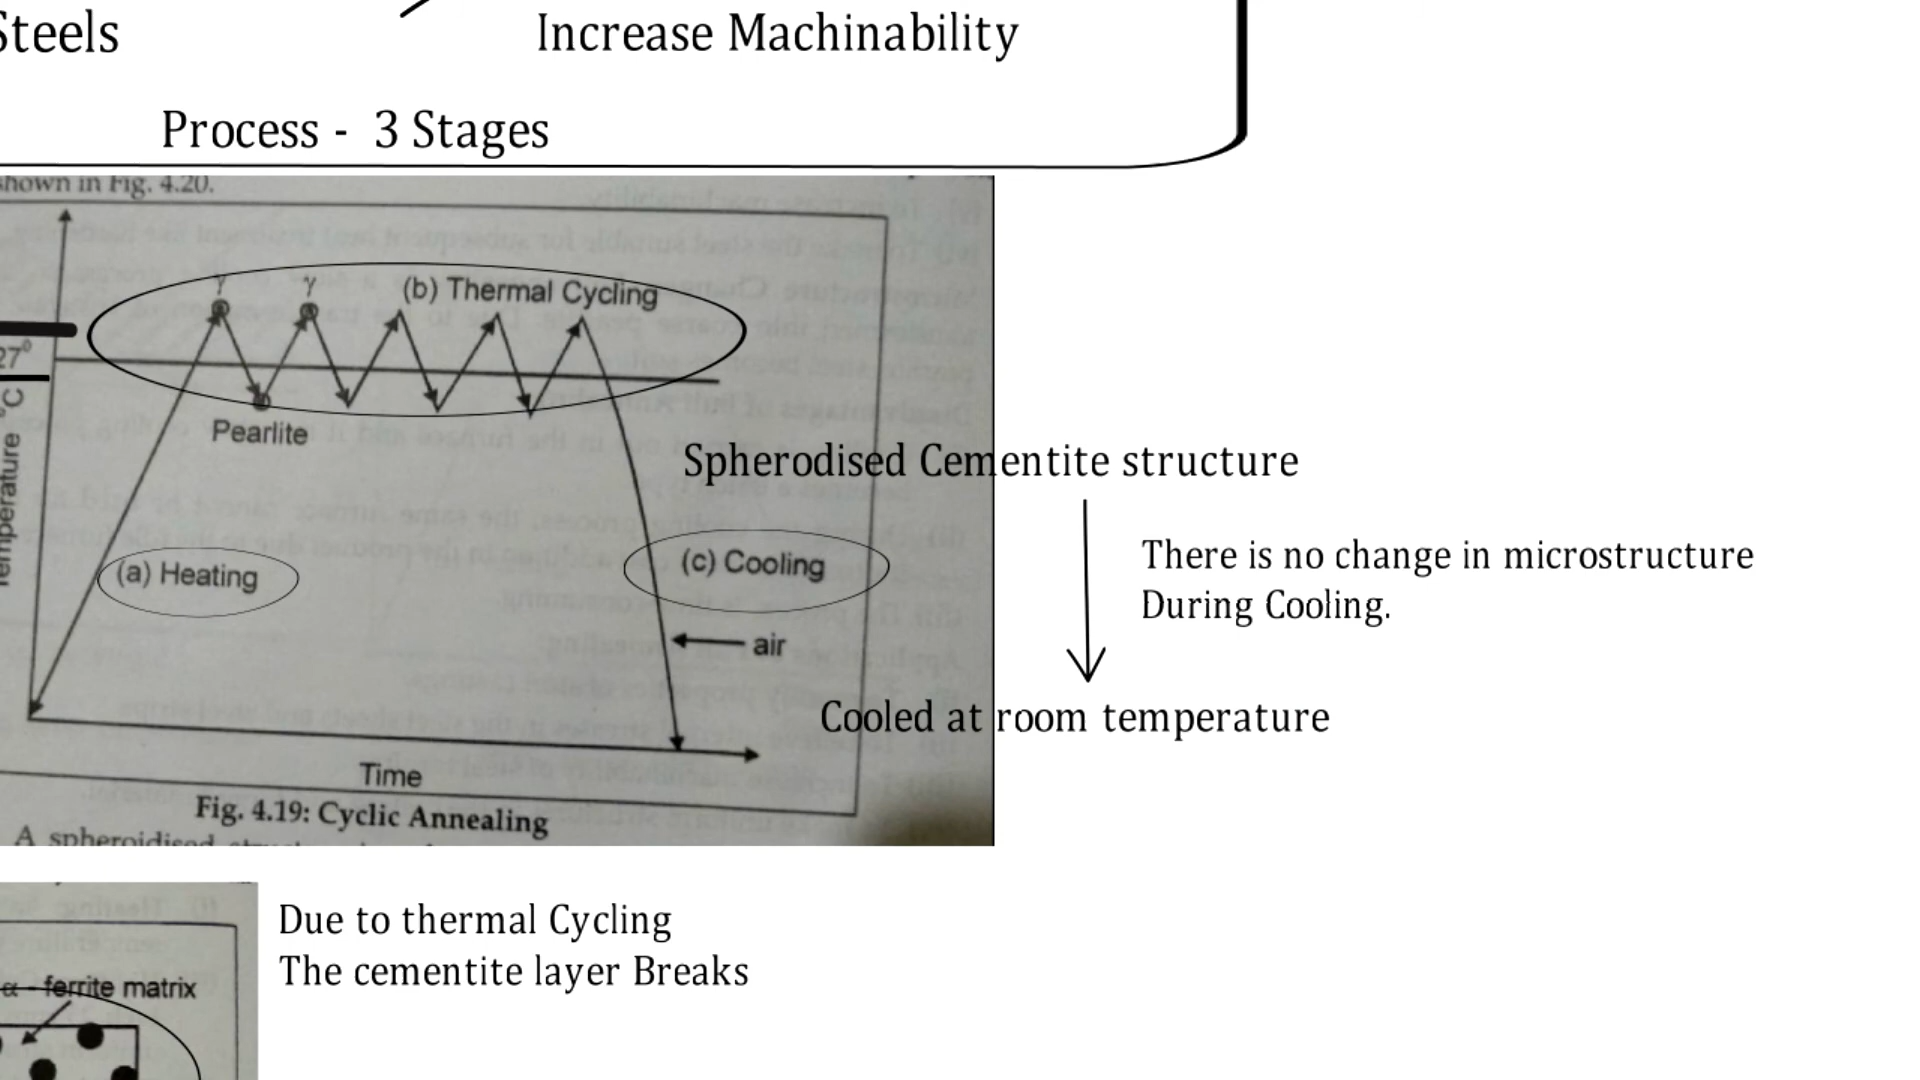 Steels
Increase Machinability
Process - 3 Stages
shown in Fig. 4.20.
γ
γ
(b) Thermal Cycling
27°
°C
Pearlite
Temperature
Spherodised Cementite structure
(a) Heating
(c) Cooling
There is no change in microstructure
During Cooling.
air
Cooled at room temperature
Time
Fig. 4.19: Cyclic Annealing
A spheroidised
Due to thermal Cycling
The cementite layer Breaks
α - ferrite matrix